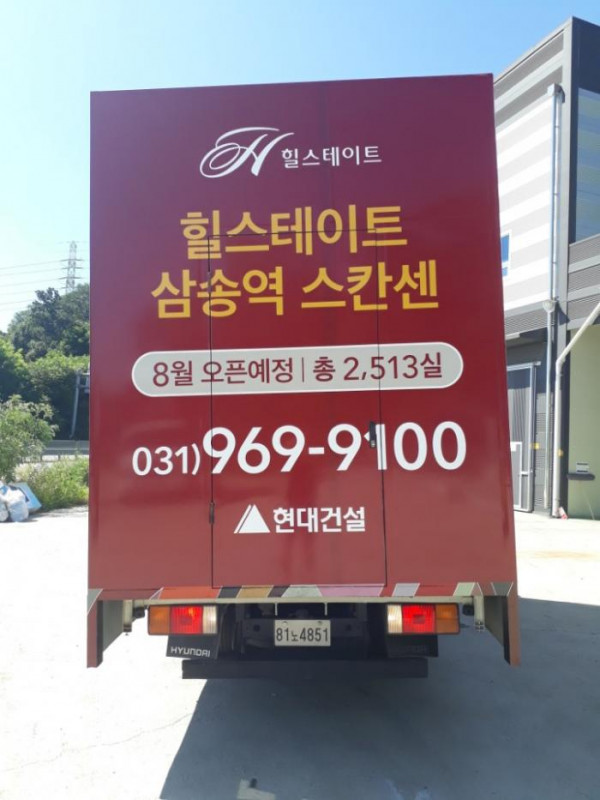 H 힐스테이트
힐스테이트
삼송역 스칸센
8월 오픈예정 | 총 2,513실
031)969-9100
현대건설
81노4851
HYUNDAI